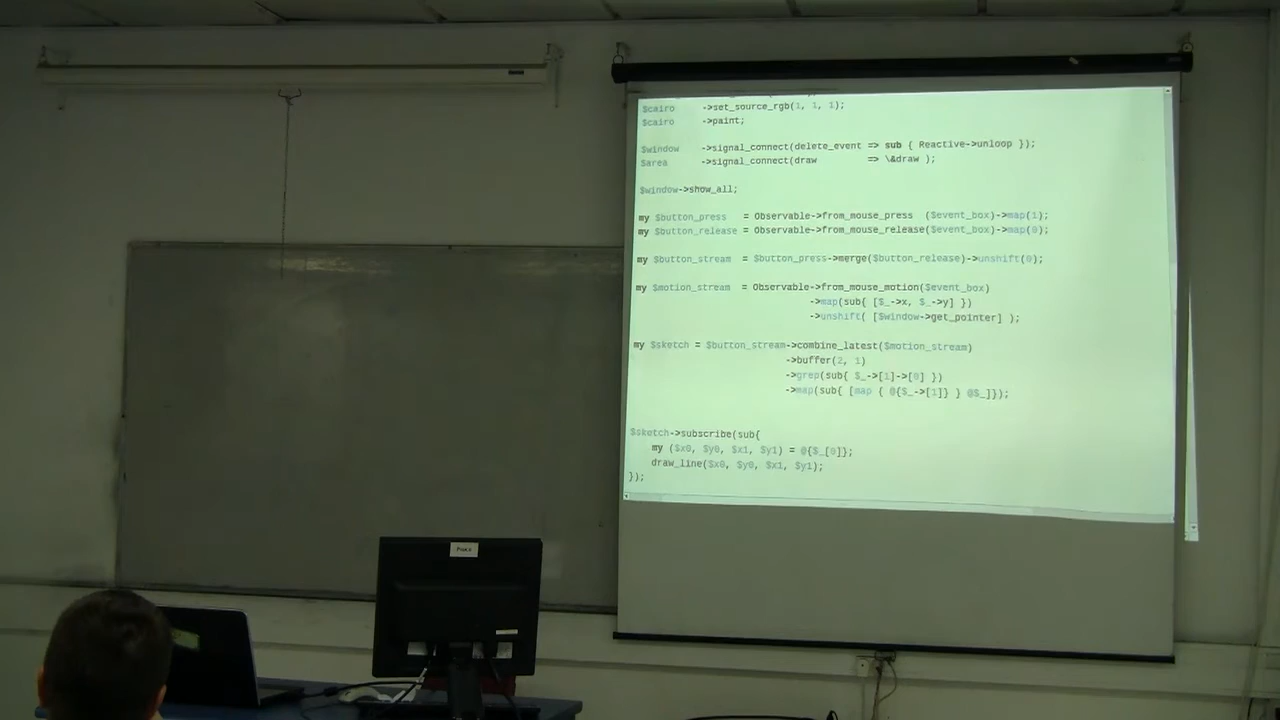 $cairo ->set_source_rgb(1, 1, 1);
$cairo ->paint;
$window ->signal_connect(delete_event => sub { Reactive->unloop });
$area ->signal_connect(draw => \&draw );
$window->show_all;
my $button_press = Observable->from_mouse_press ($event_box)->map(1);
my $button_release = Observable->from_mouse_release($event_box)->map(0);
my $button_stream = $button_press->merge($button_release)->unshift(0);
my $motion_stream = Observable->from_mouse_motion($event_box)
->map(sub{ [$_->x, $_->y] })
->unshift( [$window->get_pointer] );
my $sketch = $button_stream->combine_latest($motion_stream)
->buffer(2, 1)
->grep(sub{ $_->[1]->[0] })
->map(sub{ [map { @{$_->[1]} } @$_]});
$sketch->subscribe(sub{
my ($x0, $y0, $x1, $y1) = @{$_[0]};
draw_line($x0, $y0, $x1, $y1);
});